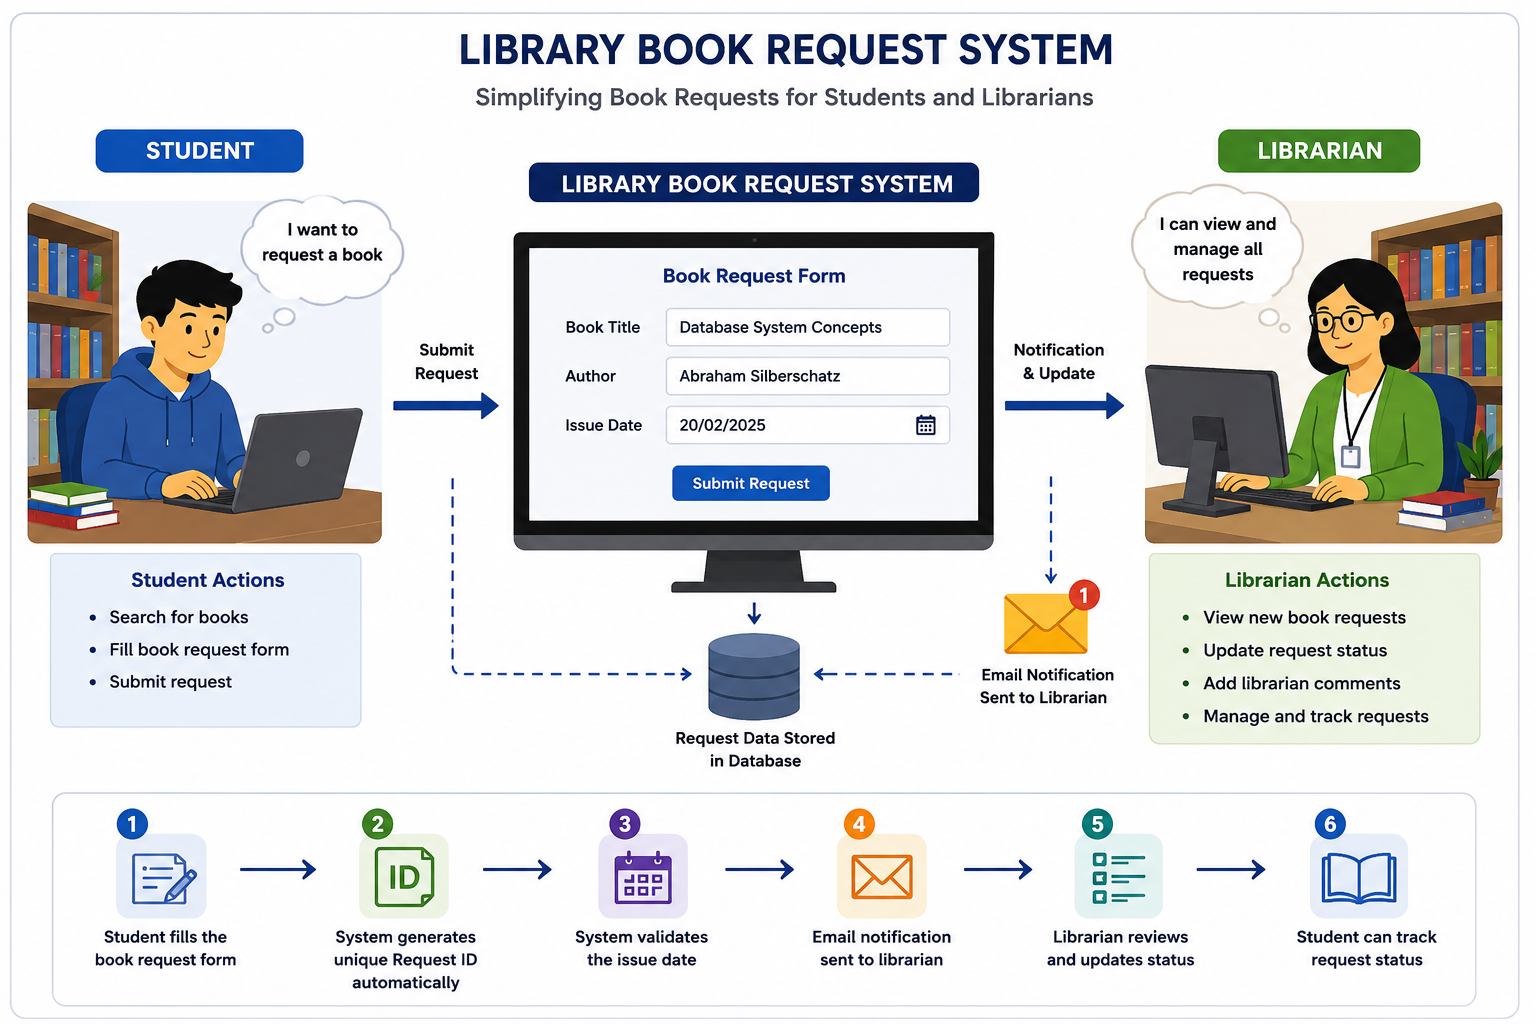 LIBRARY BOOK REQUEST SYSTEM
Simplifying Book Requests for Students and Librarians
STUDENT
I want to
request a book
Student Actions
• Search for books
• Fill book request form
• Submit request
Submit
Request
LIBRARY BOOK REQUEST SYSTEM
Book Request Form
Book Title Database System Concepts
Author Abraham Silberschatz
Issue Date 20/02/2025
Submit Request
Request Data Stored
in Database
Notification
& Update
1
Email Notification
Sent to Librarian
LIBRARIAN
I can view and
manage all
requests
Librarian Actions
• View new book requests
• Update request status
• Add librarian comments
• Manage and track requests
1
Student fills the
book request form
2
ID
System generates
unique Request ID
automatically
3
System validates
the issue date
4
Email notification
sent to librarian
5
Librarian reviews
and updates status
6
Student can track
request status